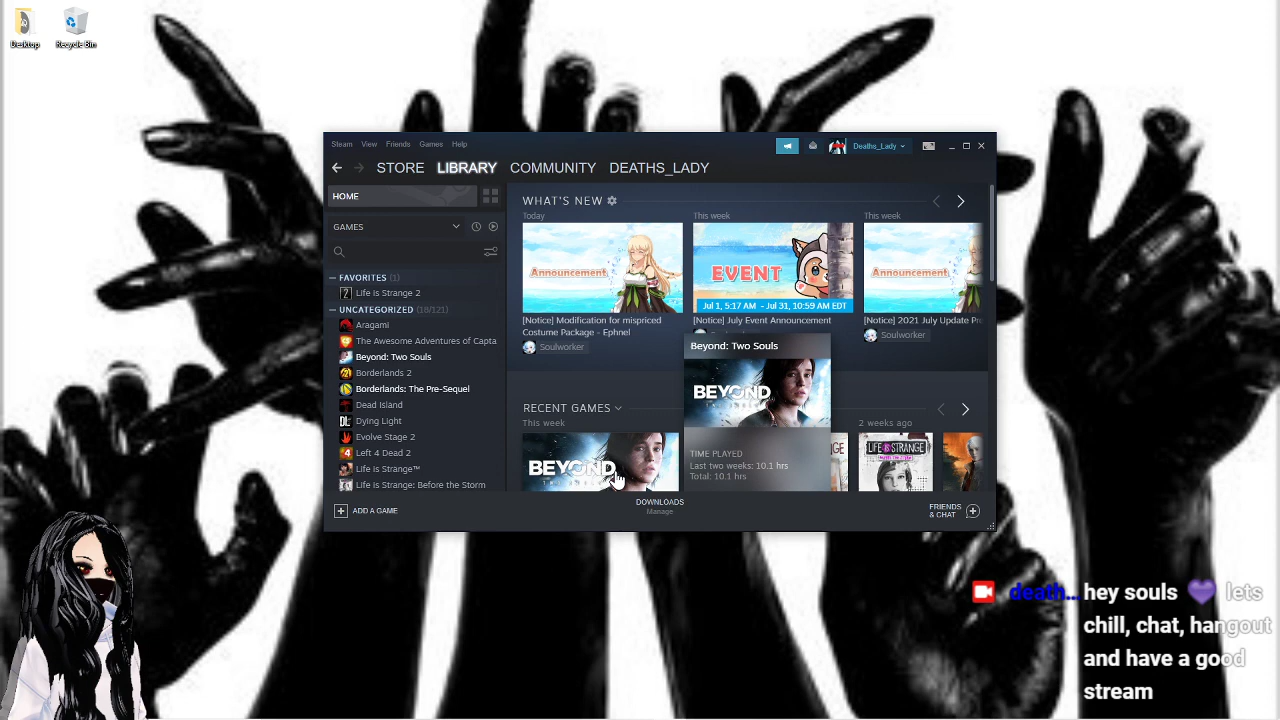 Desktop
Recycle Bin
Steam View Friends Games Help
Deaths_Lady
STORE LIBRARY COMMUNITY DEATHS_LADY
HOME
GAMES
FAVORITES (1)
Life is Strange 2
UNCATEGORIZED (18/121)
Aragami
The Awesome Adventures of Capta
Beyond: Two Souls
Borderlands 2
Borderlands: The Pre-Sequel
Dead Island
DL Dying Light
Evolve Stage 2
Left 4 Dead 2
Life is Strange™
Life is Strange: Before the Storm
WHAT'S NEW
Today
Announcement
[Notice] Modification for mispriced
Costume Package - Ephnel
Soulworker
This week
EVENT
Jul 1, 5:17 AM - Jul 31, 10:59 AM EDT
[Notice] July Event Announcement
This week
Announcement
[Notice] 2021 July Update Pr
Soulworker
RECENT GAMES
This week
BEYOND
Beyond: Two Souls
BEYOND
TIME PLAYED
Last two weeks: 10.1 hrs
Total: 10.1 hrs
2 weeks ago
LIFE IS STRANGE
ADD A GAME
DOWNLOADS
Manage
FRIENDS
& CHAT
death... hey souls 💜 lets
chill, chat, hangout
and have a good
stream